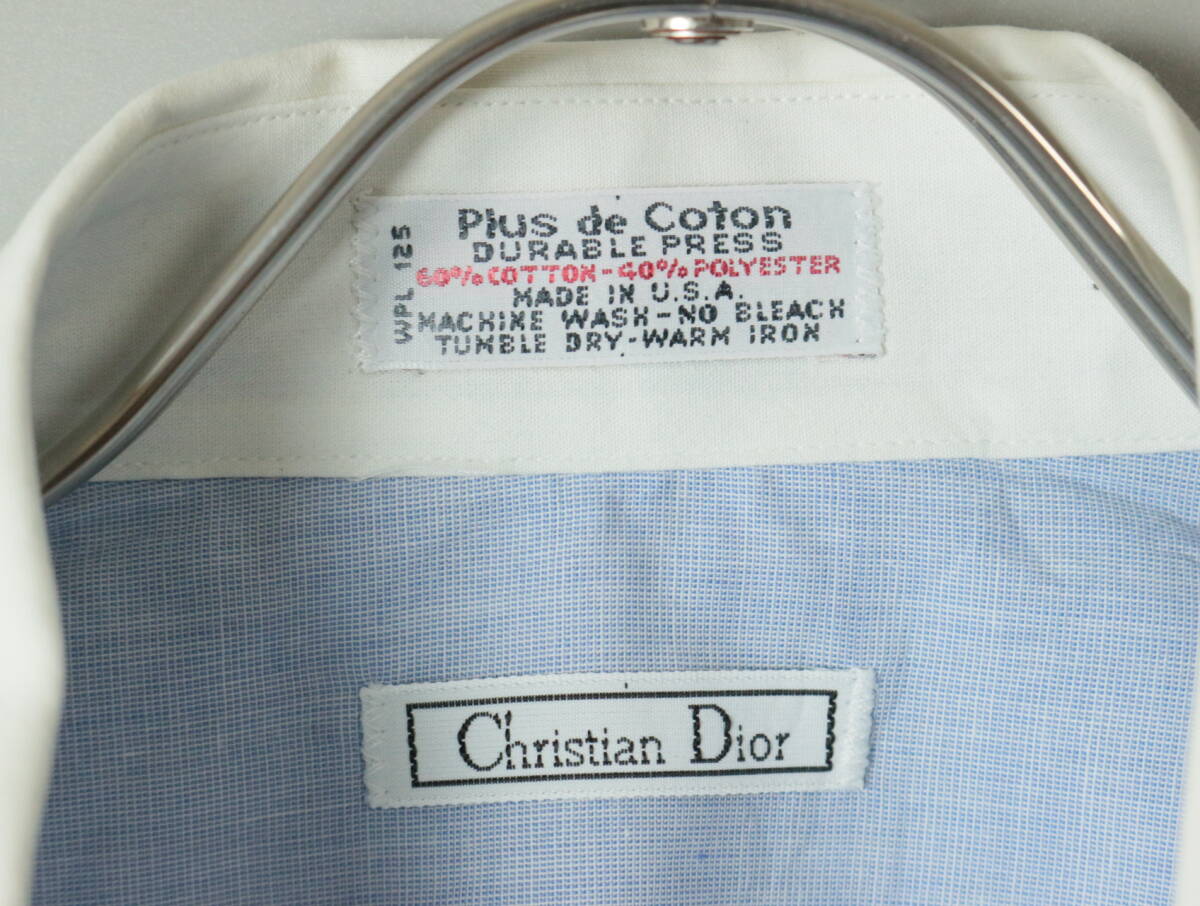 Plus de Coton
DURABLE PRESS
60% COTTON - 40% POLYESTER
MADE IN U.S.A.
MACHINE WASH - NO BLEACH
TUMBLE DRY - WARM IRON
WPL 125
Christian Dior